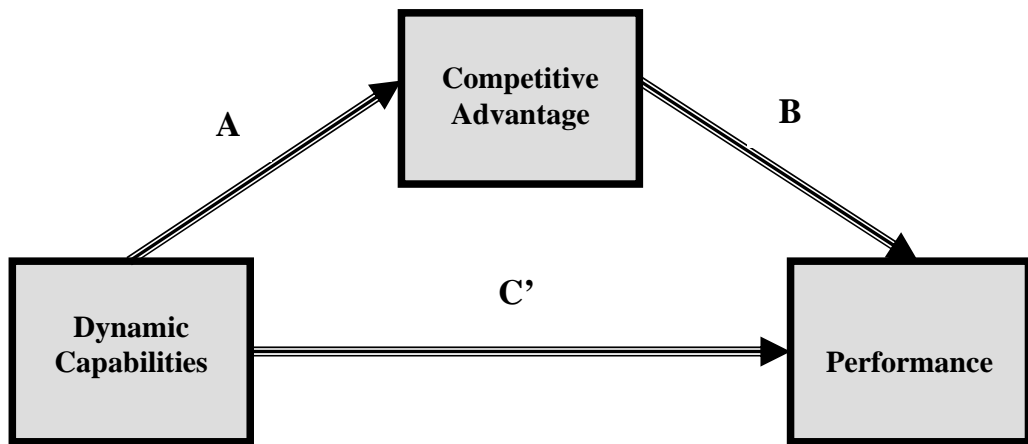 Competitive
Advantage
A
B
C’
Dynamic
Capabilities
Performance